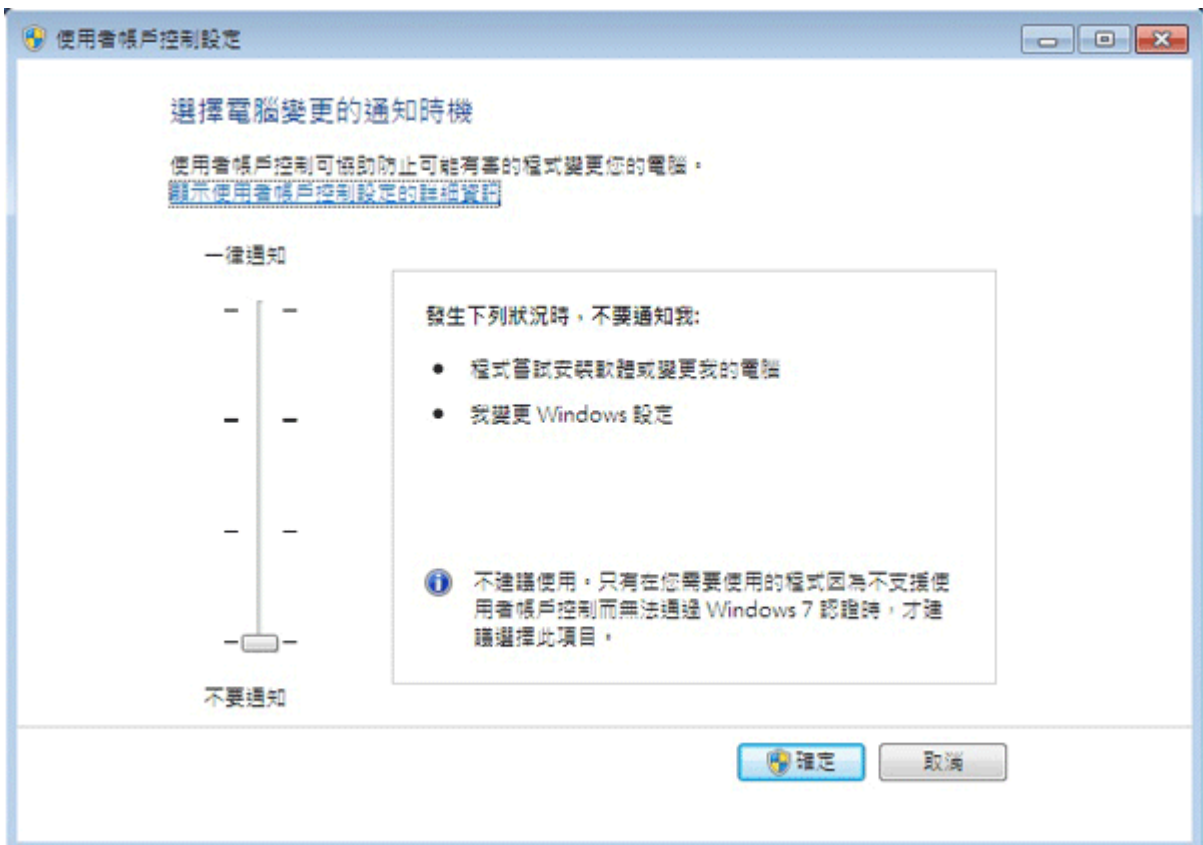 使用者帳戶控制設定
選擇電腦變更的通知時機
使用者帳戶控制可協助防止可能有害的程式變更您的電腦。
顯示使用者帳戶控制設定的詳細資訊
一律通知
發生下列狀況時，不要通知我:
程式嘗試安裝軟體或變更我的電腦
我變更 Windows 設定
不建議使用。只有在您需要使用的程式因為不支援使
用者帳戶控制而無法通過 Windows 7 認證時，才建
議選擇此項目。
不要通知
確定
取消